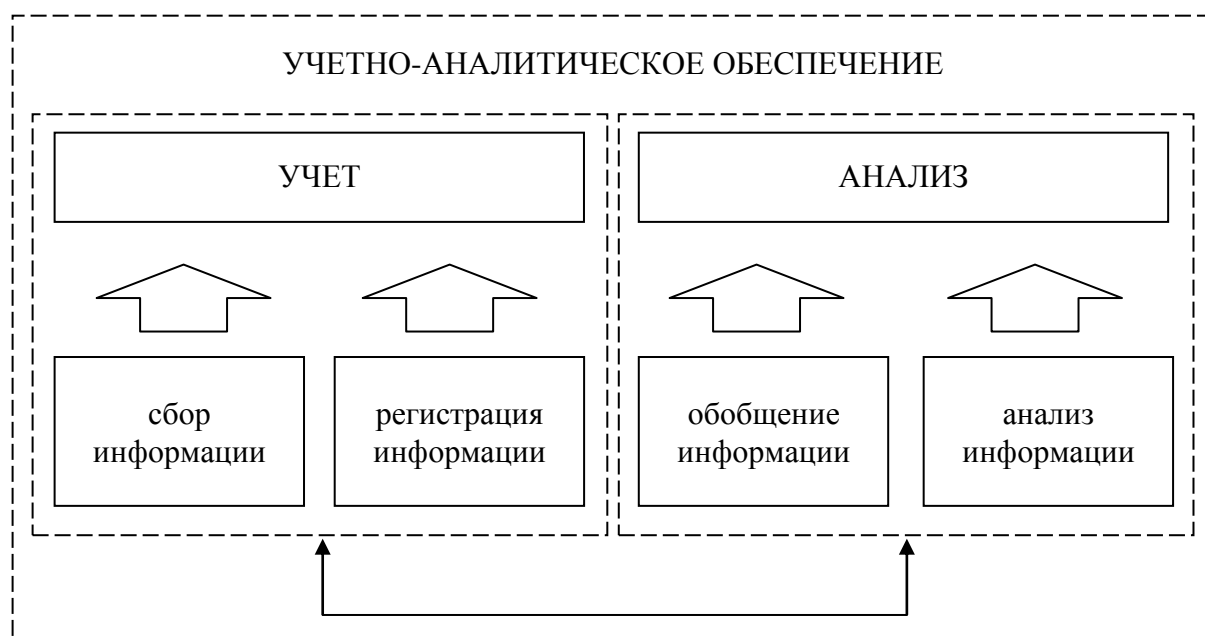 УЧЕТНО-АНАЛИТИЧЕСКОЕ ОБЕСПЕЧЕНИЕ
УЧЕТ
АНАЛИЗ
сбор
информации
регистрация
информации
обобщение
информации
анализ
информации